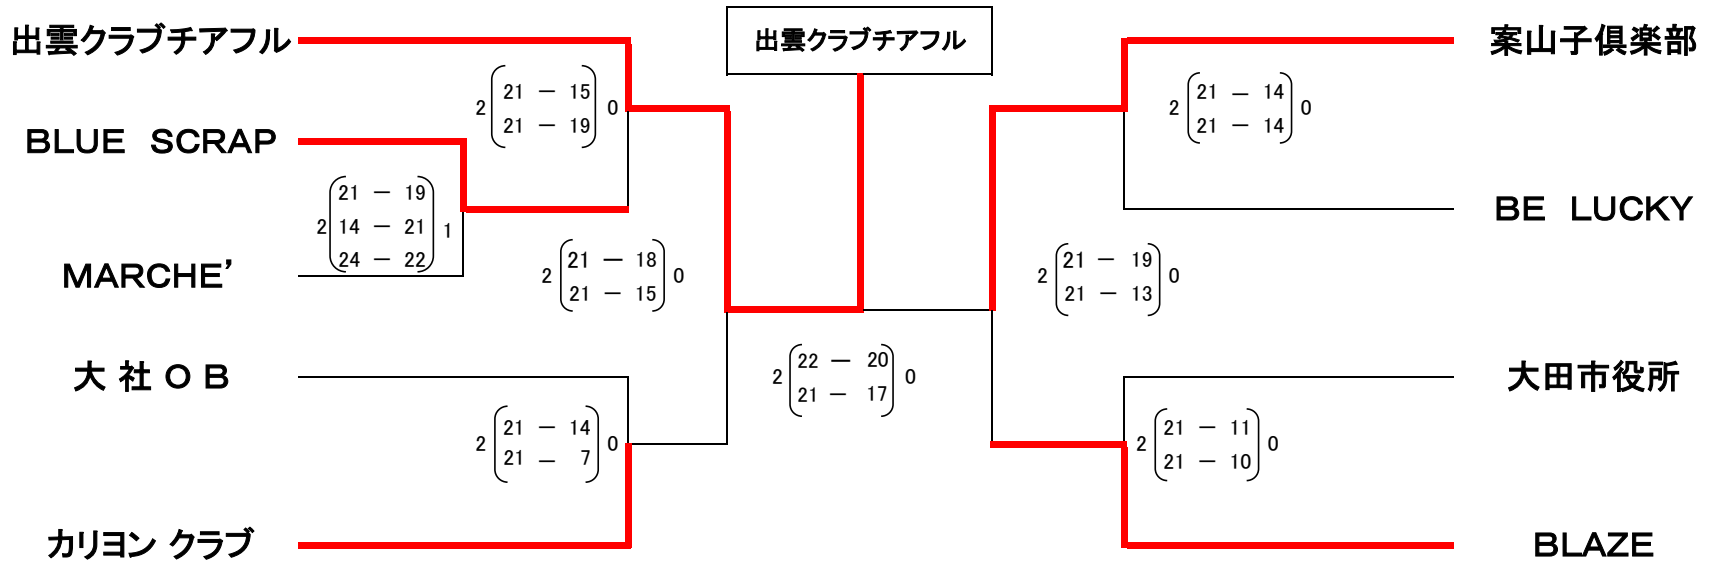 出雲クラブチアフル
出雲クラブチアフル
案山子倶楽部
2 21 － 15 0
21 － 19
2 21 － 14 0
21 － 14
BLUE SCRAP
21 － 19
2 14 － 21 1
24 － 22
BE LUCKY
MARCHE’
2 21 － 18 0
21 － 15
2 21 － 19 0
21 － 13
大 社 O B
2 22 － 20 0
21 － 17
大田市役所
2 21 － 14 0
21 － 7
2 21 － 11 0
21 － 10
カリヨン クラブ
BLAZE